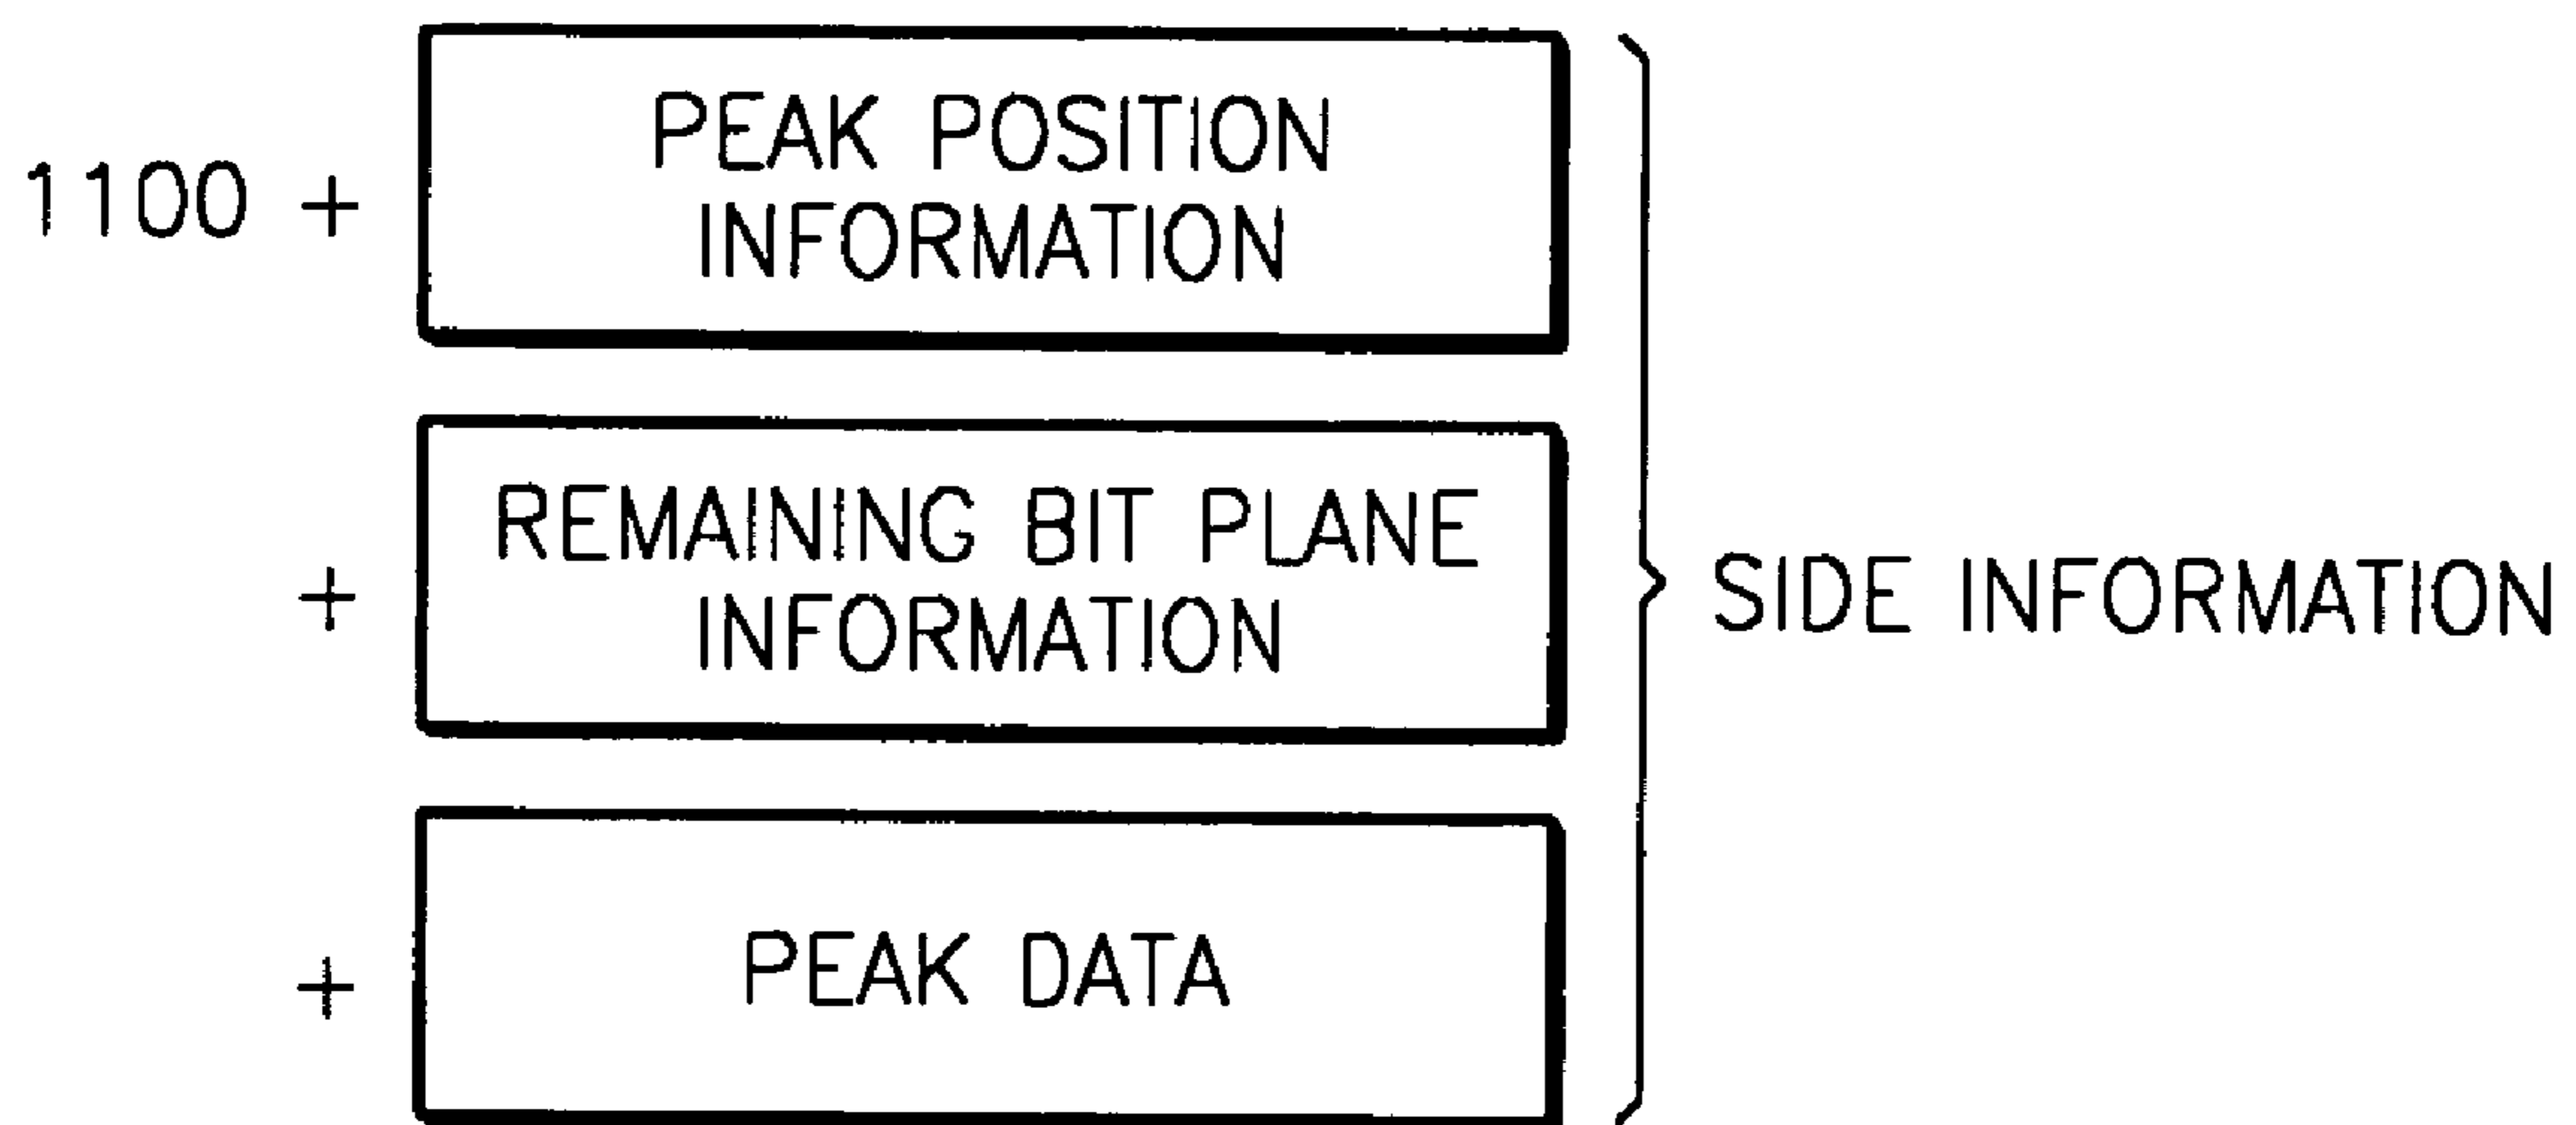 1100 +
PEAK POSITION
INFORMATION
+
REMAINING BIT PLANE
INFORMATION
SIDE INFORMATION
+
PEAK DATA